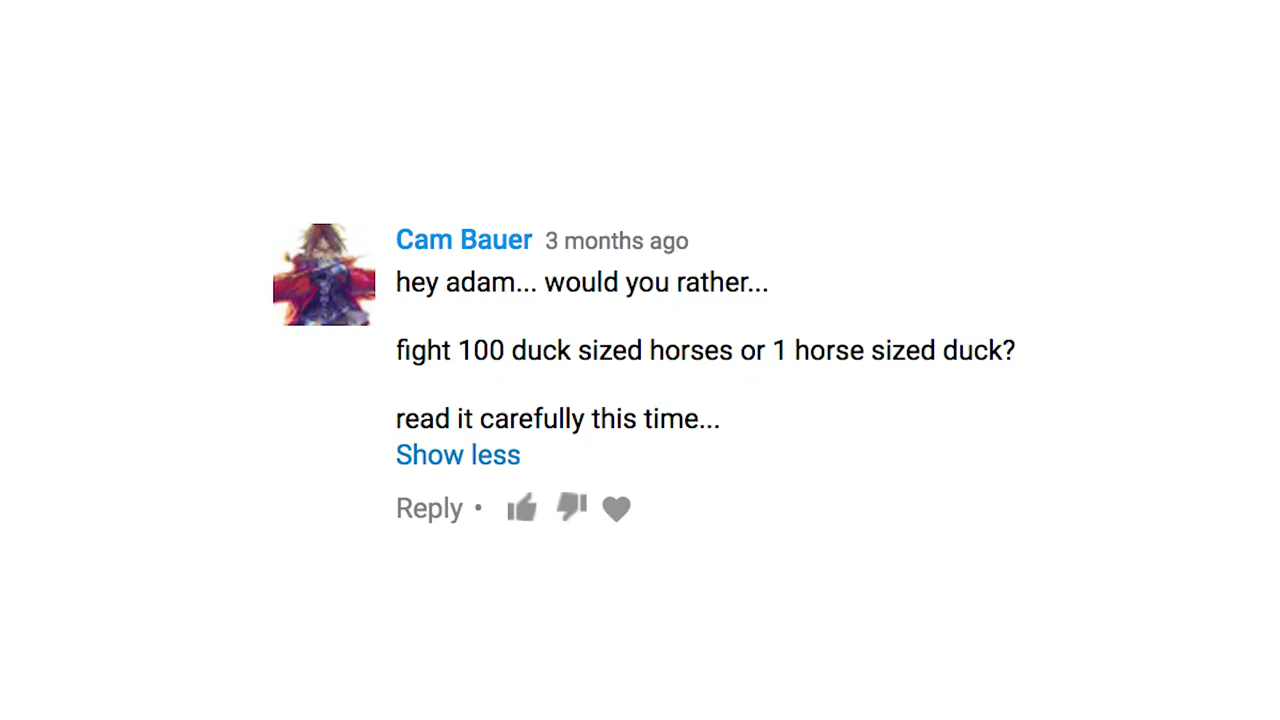 Cam Bauer 3 months ago
hey adam... would you rather...
fight 100 duck sized horses or 1 horse sized duck?
read it carefully this time...
Show less
Reply •